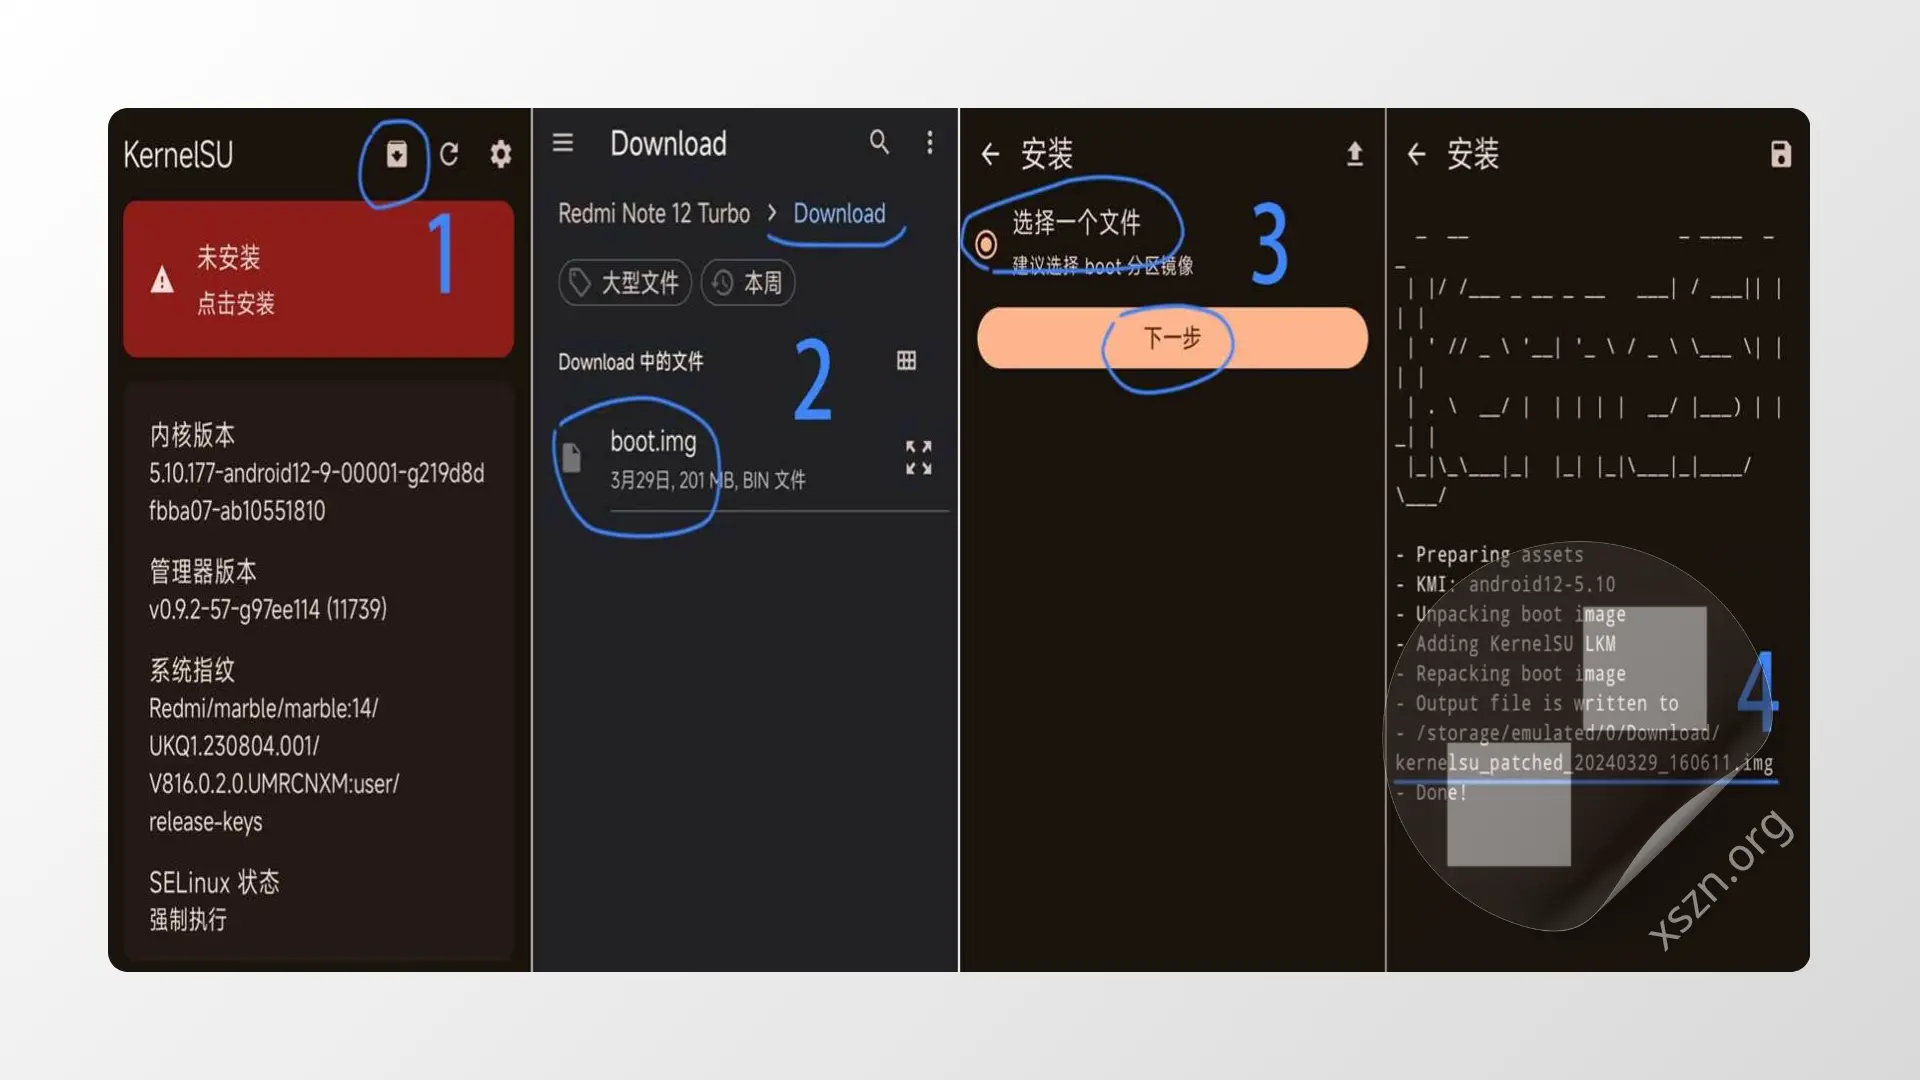 KernelSU
1
未安装
点击安装
内核版本
5.10.177-android12-9-00001-g219d8d
fbba07-ab10551810
管理器版本
v0.9.2-57-g97ee114 (11739)
系统指纹
Redmi/marble/marble:14/
UKQ1.230804.001/
V816.0.2.0.UMRCNXM:user/
release-keys
SELinux 状态
强制执行
Download
Redmi Note 12 Turbo > Download
大型文件 本周
Download 中的文件
2
boot.img
3月29日, 201 MB, BIN 文件
安装
选择一个文件
建议选择 boot 分区镜像
3
下一步
安装
- Preparing assets
- KMI: android12-5.10
- Unpacking boot image
- Adding KernelSU LKM
- Repacking boot image
- Output file is written to
- /storage/emulated/0/Download/
kernelsu_patched_20240329_160611.img
- Done!
4
xszn.org